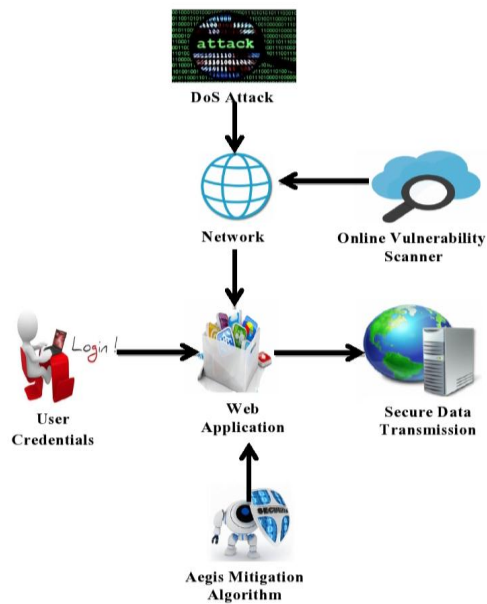 attack
DoS Attack
Network
Online Vulnerability
Scanner
Login!
User
Credentials
Web
Application
Secure Data
Transmission
Aegis Mitigation
Algorithm